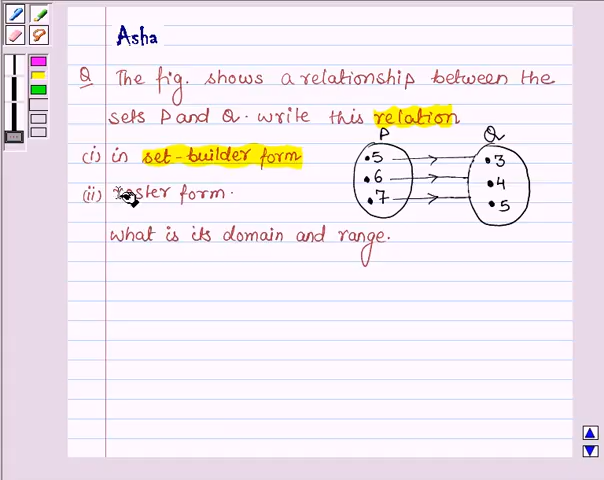 Asha
Q The fig. shows a relationship between the
sets P and Q. write this relation
(i) in set-builder form
(ii) roster form.
what is its domain and range.
P Q
5 3
6 4
7 5